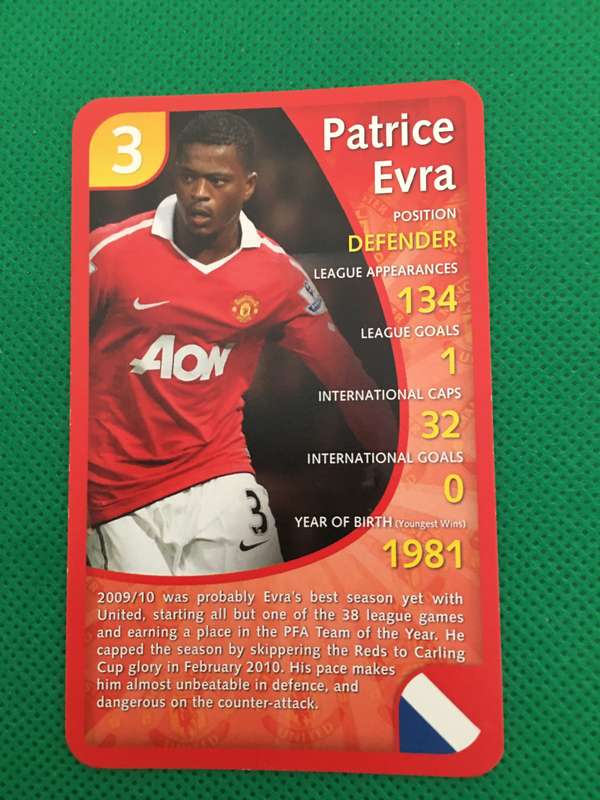 3
Patrice
Evra
POSITION
DEFENDER
LEAGUE APPEARANCES
134
LEAGUE GOALS
1
INTERNATIONAL CAPS
32
INTERNATIONAL GOALS
0
YEAR OF BIRTH (Youngest Wins)
1981
AON
3
2009/10 was probably Evra's best season yet with
United, starting all but one of the 38 league games
and earning a place in the PFA Team of the Year. He
capped the season by skippering the Reds to Carling
Cup glory in February 2010. His pace makes
him almost unbeatable in defence, and
dangerous on the counter-attack.